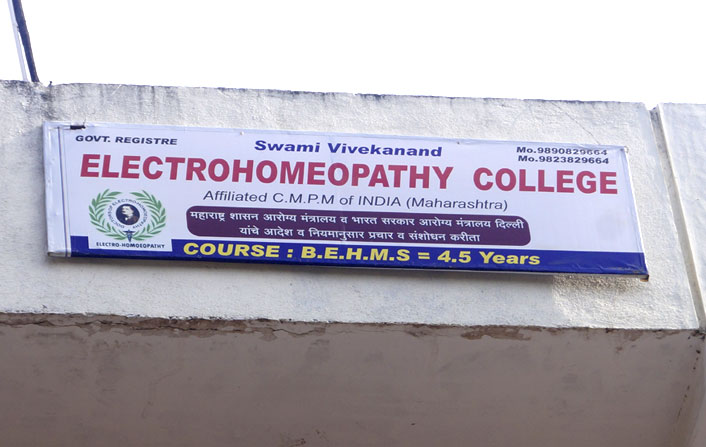 GOVT. REGISTRE
Swami Vivekanand
Mo.9890829664
Mo.9823829664
ELECTROHOMEOPATHY COLLEGE
Affiliated C.M.P.M of INDIA (Maharashtra)
महाराष्ट्र शासन आरोग्य मंत्रालय व भारत सरकार आरोग्य मंत्रालय दिल्ली
यांचे आदेश व नियमानुसार प्रचार व संशोधन करीता
ELECTRO-HOMOEOPATHY
COURSE : B.E.H.M.S = 4.5 Years